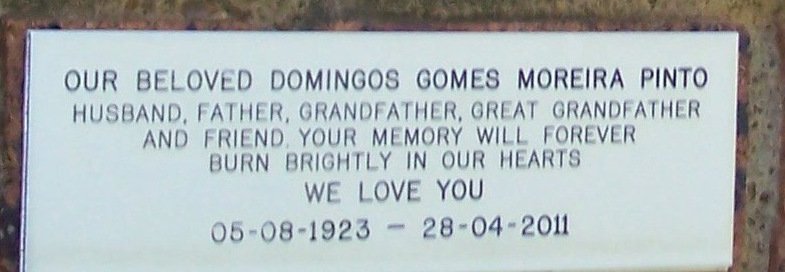 OUR BELOVED DOMINGOS GOMES MOREIRA PINTO
HUSBAND, FATHER, GRANDFATHER, GREAT GRANDFATHER
AND FRIEND. YOUR MEMORY WILL FOREVER
BURN BRIGHTLY IN OUR HEARTS
WE LOVE YOU
05-08-1923 – 28-04-2011